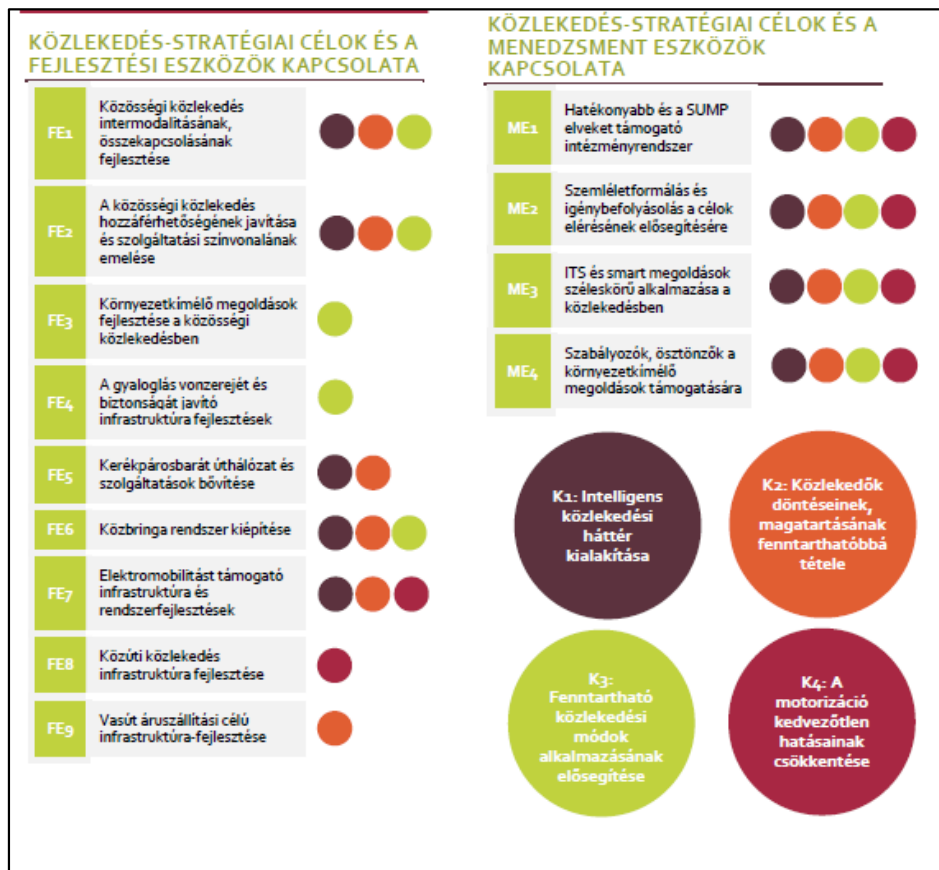 KÖZLEKEDÉS-STRATÉGIAI CÉLOK ÉS A
FEJLESZTÉSI ESZKÖZÖK KAPCSOLATA
FE1
Közösségi közlekedés
intermodalitásának,
összekapcsolásának
fejlesztése
FE2
A közösségi közlekedés
hozzáférhetőségének javítása
és szolgáltatási színvonalának
emelése
FE3
Környezetkímélő megoldások
fejlesztése a közösségi
közlekedésben
FE4
A gyaloglás vonzerejét és
biztonságát javító
infrastruktúra fejlesztések
FE5
Kerékpárosbarát úthálózat és
szolgáltatások bővítése
FE6
Közbringa rendszer kiépítése
FE7
Elektromobilitást támogató
infrastruktúra és
rendszerfejlesztések
FE8
Közúti közlekedés
infrastruktúra fejlesztése
FE9
Vasút áruszállítási célú
infrastruktúra-fejlesztése
KÖZLEKEDÉS-STRATÉGIAI CÉLOK ÉS A
MENEDZSMENT ESZKÖZÖK
KAPCSOLATA
ME1
Hatékonyabb és a SUMP
elveket támogató
intézményrendszer
ME2
Szemléletformálás és
igénybefolyásolás a célok
elérésének elősegítésére
ME3
ITS és smart megoldások
széleskörű alkalmazása a
közlekedésben
ME4
Szabályozók, ösztönzők a
környezetkímélő
megoldások támogatására
K1: Intelligens
közlekedési
háttér
kialakítása
K2: Közlekedők
döntéseinek,
magatartásának
fenntarthatóbbá
tétele
K3:
Fenntartható
közlekedési
módok
alkalmazásának
elősegítése
K4: A
motorizáció
kedvezőtlen
hatásainak
csökkentése